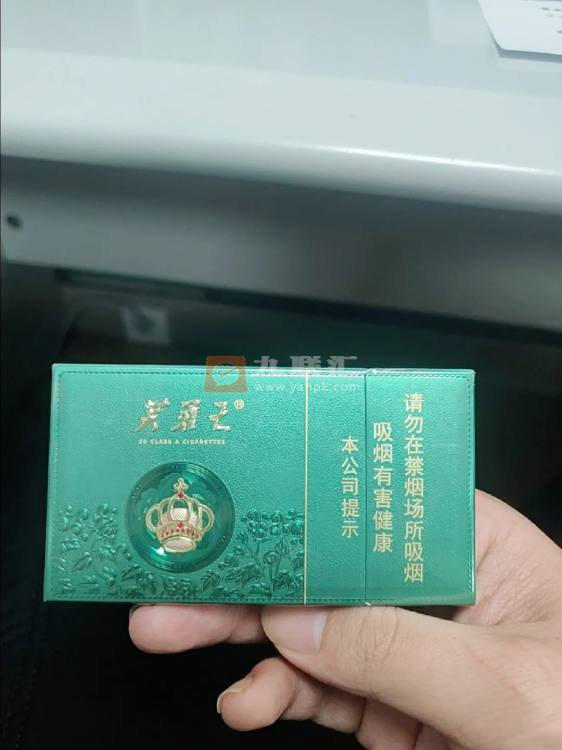 九联汇
www.yanpk.com
芙蓉王®
20 CLASS A CIGARETTES
本公司提示
吸烟有害健康
请勿在禁烟场所吸烟